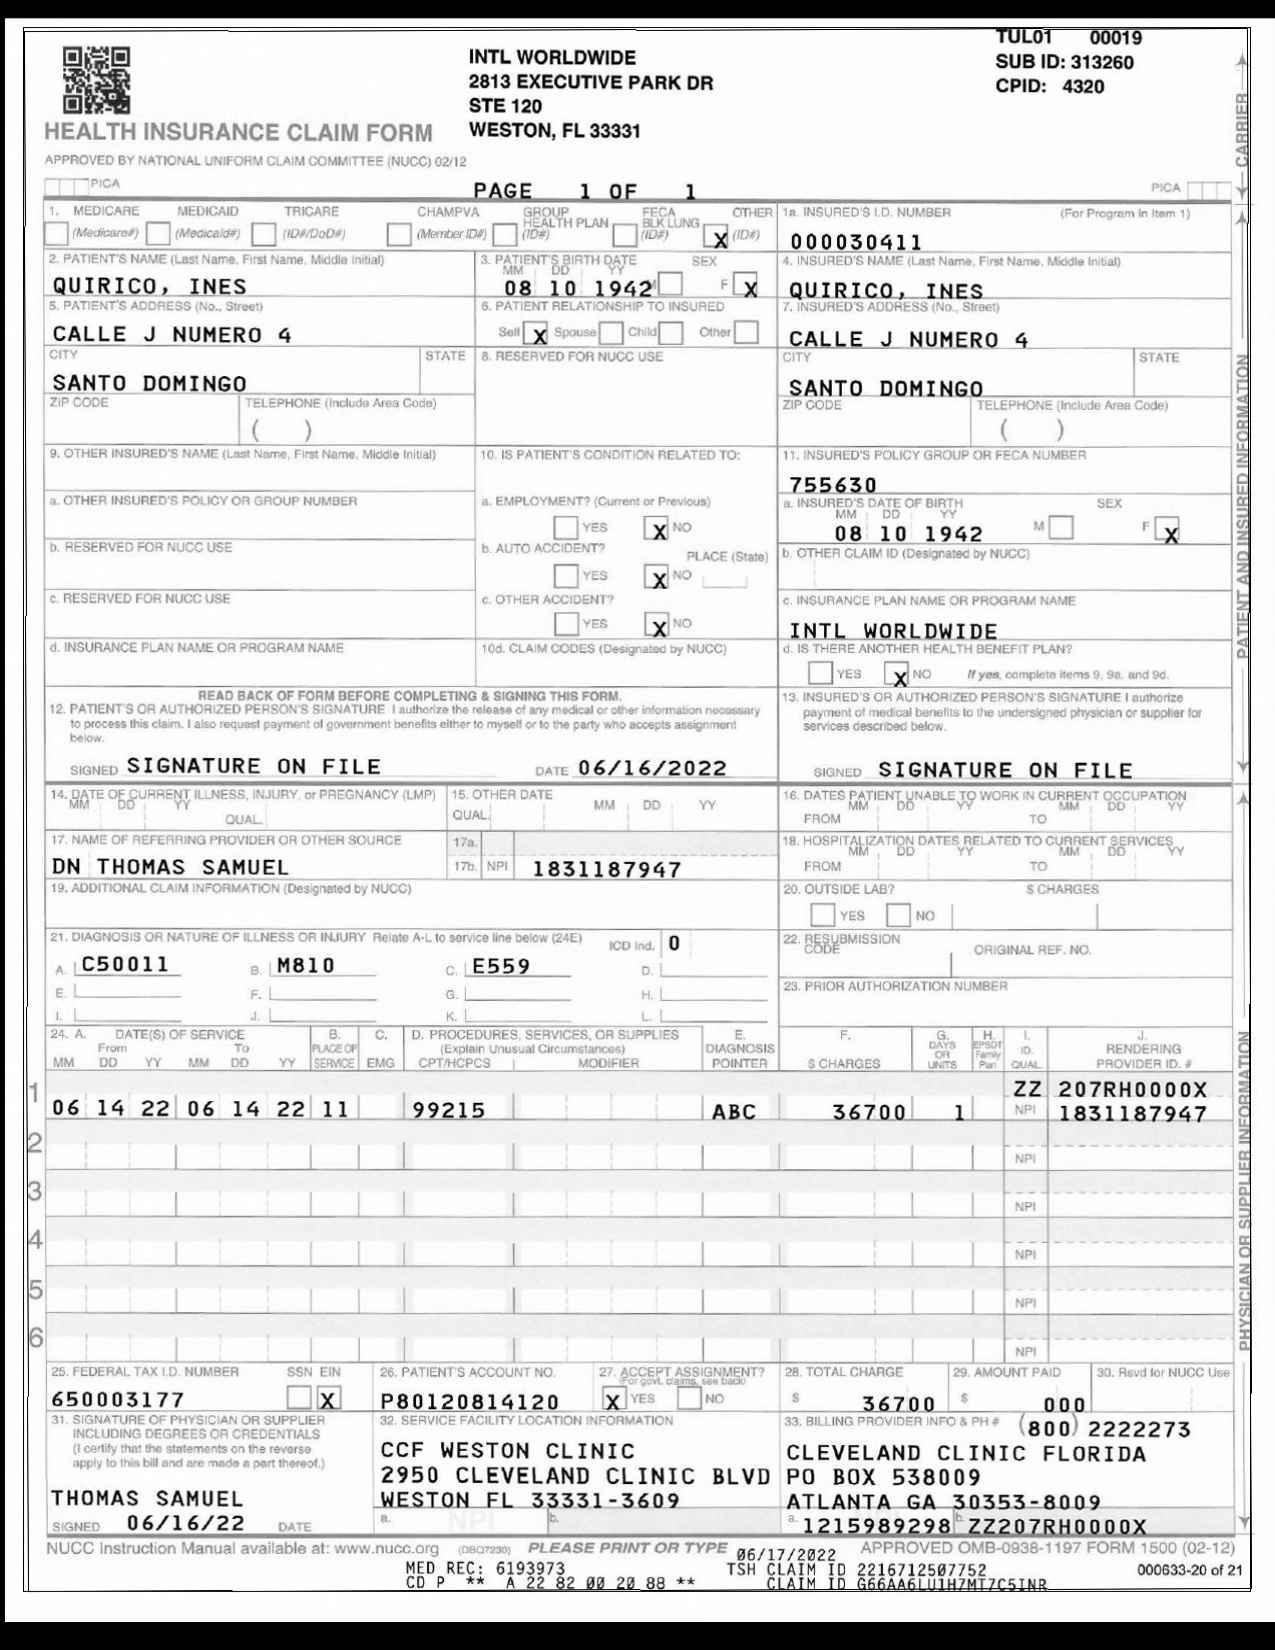 TUL01 00019
INTL WORLDWIDE
SUB ID: 313260
2813 EXECUTIVE PARK DR
CPID: 4320
STE 120
HEALTH INSURANCE CLAIM FORM
WESTON, FL 33331
APPROVED BY NATIONAL UNIFORM CLAIM COMMITTEE (NUCC) 02/12
PICA
PAGE 1 OF 1
PICA
CARRIER
1. MEDICARE MEDICAID TRICARE CHAMPVA GROUP HEALTH PLAN FECA BLK LUNG OTHER
(Medicare#) (Medicaid#) (ID#/DoD#) (Member ID#) (ID#) (ID#) X (ID#)
1a. INSURED'S I.D. NUMBER (For Program in Item 1)
000030411
2. PATIENT'S NAME (Last Name, First Name, Middle Initial)
QUIRICO, INES
3. PATIENT'S BIRTH DATE SEX
MM DD YY
08 10 1942 M F X
4. INSURED'S NAME (Last Name, First Name, Middle Initial)
QUIRICO, INES
5. PATIENT'S ADDRESS (No., Street)
CALLE J NUMERO 4
6. PATIENT RELATIONSHIP TO INSURED
Self X Spouse Child Other
7. INSURED'S ADDRESS (No., Street)
CALLE J NUMERO 4
CITY STATE
SANTO DOMINGO
8. RESERVED FOR NUCC USE
CITY STATE
SANTO DOMINGO
ZIP CODE TELEPHONE (Include Area Code)
( )
ZIP CODE TELEPHONE (Include Area Code)
( )
9. OTHER INSURED'S NAME (Last Name, First Name, Middle Initial)
10. IS PATIENT'S CONDITION RELATED TO:
11. INSURED'S POLICY GROUP OR FECA NUMBER
755630
a. OTHER INSURED'S POLICY OR GROUP NUMBER
a. EMPLOYMENT? (Current or Previous)
YES X NO
a. INSURED'S DATE OF BIRTH SEX
MM DD YY
08 10 1942 M F X
b. RESERVED FOR NUCC USE
b. AUTO ACCIDENT? PLACE (State)
YES X NO
b. OTHER CLAIM ID (Designated by NUCC)
c. RESERVED FOR NUCC USE
c. OTHER ACCIDENT?
YES X NO
c. INSURANCE PLAN NAME OR PROGRAM NAME
INTL WORLDWIDE
d. INSURANCE PLAN NAME OR PROGRAM NAME
10d. CLAIM CODES (Designated by NUCC)
d. IS THERE ANOTHER HEALTH BENEFIT PLAN?
YES X NO If yes, complete items 9, 9a, and 9d.
PATIENT AND INSURED INFORMATION
READ BACK OF FORM BEFORE COMPLETING & SIGNING THIS FORM.
12. PATIENT'S OR AUTHORIZED PERSON'S SIGNATURE I authorize the release of any medical or other information necessary
to process this claim. I also request payment of government benefits either to myself or to the party who accepts assignment
below.
SIGNED SIGNATURE ON FILE DATE 06/16/2022
13. INSURED'S OR AUTHORIZED PERSON'S SIGNATURE I authorize
payment of medical benefits to the undersigned physician or supplier for
services described below.
SIGNED SIGNATURE ON FILE
14. DATE OF CURRENT ILLNESS, INJURY, or PREGNANCY (LMP)
MM DD YY
QUAL.
15. OTHER DATE
QUAL. MM DD YY
16. DATES PATIENT UNABLE TO WORK IN CURRENT OCCUPATION
MM DD YY MM DD YY
FROM TO
17. NAME OF REFERRING PROVIDER OR OTHER SOURCE
DN THOMAS SAMUEL
17a.
17b. NPI 1831187947
18. HOSPITALIZATION DATES RELATED TO CURRENT SERVICES
MM DD YY MM DD YY
FROM TO
19. ADDITIONAL CLAIM INFORMATION (Designated by NUCC)
20. OUTSIDE LAB? $ CHARGES
YES NO
21. DIAGNOSIS OR NATURE OF ILLNESS OR INJURY Relate A-L to service line below (24E) ICD Ind. 0
A. C50011 B. M810 C. E559 D.
E. F. G. H.
I. J. K. L.
22. RESUBMISSION CODE ORIGINAL REF. NO.
23. PRIOR AUTHORIZATION NUMBER
24. A. DATE(S) OF SERVICE B. C. D. PROCEDURES, SERVICES, OR SUPPLIES E. F. G. H. I. J.
From To PLACE OF (Explain Unusual Circumstances) DIAGNOSIS DAYS OR UNITS EPSDT Family Plan ID. RENDERING
MM DD YY MM DD YY SERVICE EMG CPT/HCPCS MODIFIER POINTER $ CHARGES QUAL. PROVIDER ID. #
1 ZZ 207RH0000X
06 14 22 06 14 22 11 99215 ABC 36700 1 NPI 1831187947
2 NPI
3 NPI
4 NPI
5 NPI
6 NPI
PHYSICIAN OR SUPPLIER INFORMATION
25. FEDERAL TAX I.D. NUMBER SSN EIN
650003177 X
26. PATIENT'S ACCOUNT NO.
P80120814120
27. ACCEPT ASSIGNMENT?
(For govt. claims, see back)
X YES NO
28. TOTAL CHARGE
$ 36700
29. AMOUNT PAID
$ 000
30. Rsvd for NUCC Use
31. SIGNATURE OF PHYSICIAN OR SUPPLIER
INCLUDING DEGREES OR CREDENTIALS
(I certify that the statements on the reverse
apply to this bill and are made a part thereof.)
THOMAS SAMUEL
SIGNED 06/16/22 DATE
32. SERVICE FACILITY LOCATION INFORMATION
CCF WESTON CLINIC
2950 CLEVELAND CLINIC BLVD
WESTON FL 33331-3609
a. NPI b.
33. BILLING PROVIDER INFO & PH # (800) 2222273
CLEVELAND CLINIC FLORIDA
PO BOX 538009
ATLANTA GA 30353-8009
a. 1215989298 b. ZZ207RH0000X
NUCC Instruction Manual available at: www.nucc.org (DBQ7230) PLEASE PRINT OR TYPE 06/17/2022 APPROVED OMB-0938-1197 FORM 1500 (02-12)
MED REC: 6193973 TSH CLAIM ID 2216712507752 000633-20 of 21
CD P ** A 22 82 00 20 88 ** CLAIM ID G66AA6LU1H7MT7C5INR